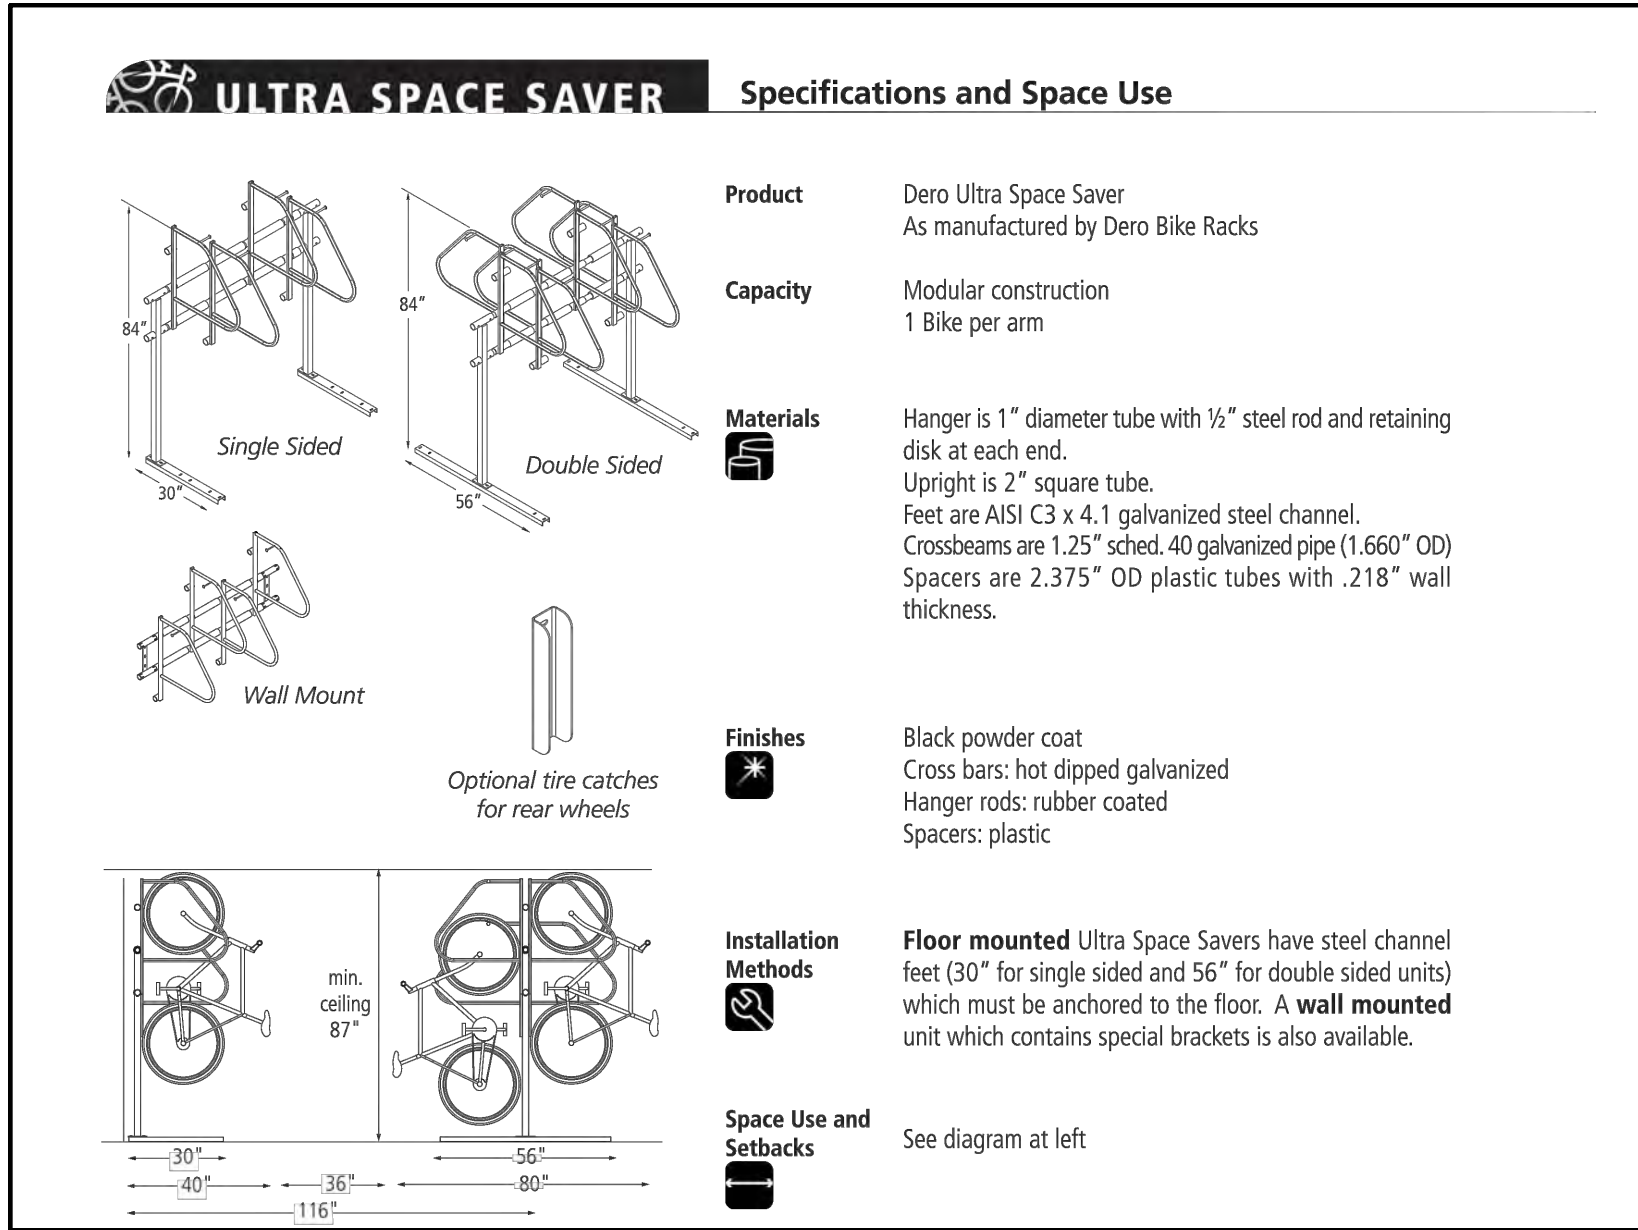 ULTRA SPACE SAVER
Specifications and Space Use
84"
30"
Single Sided
84"
56"
Double Sided
Wall Mount
Optional tire catches
for rear wheels
min.
ceiling
87"
30"
56"
40"
36"
80"
116"
Product
Dero Ultra Space Saver
As manufactured by Dero Bike Racks
Capacity
Modular construction
1 Bike per arm
Materials
Hanger is 1" diameter tube with ½" steel rod and retaining
disk at each end.
Upright is 2" square tube.
Feet are AISI C3 x 4.1 galvanized steel channel.
Crossbeams are 1.25" sched. 40 galvanized pipe (1.660" OD)
Spacers are 2.375" OD plastic tubes with .218" wall
thickness.
Finishes
Black powder coat
Cross bars: hot dipped galvanized
Hanger rods: rubber coated
Spacers: plastic
Installation
Methods
Floor mounted Ultra Space Savers have steel channel
feet (30" for single sided and 56" for double sided units)
which must be anchored to the floor. A wall mounted
unit which contains special brackets is also available.
Space Use and
Setbacks
See diagram at left